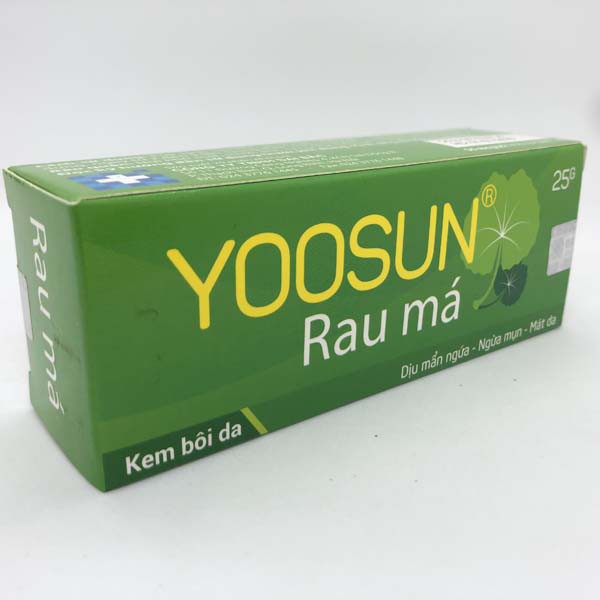 YOOSUN®
Rau má
25G
Dịu mẩn ngứa - Ngừa mụn - Mát da
Kem bôi da
Rau má